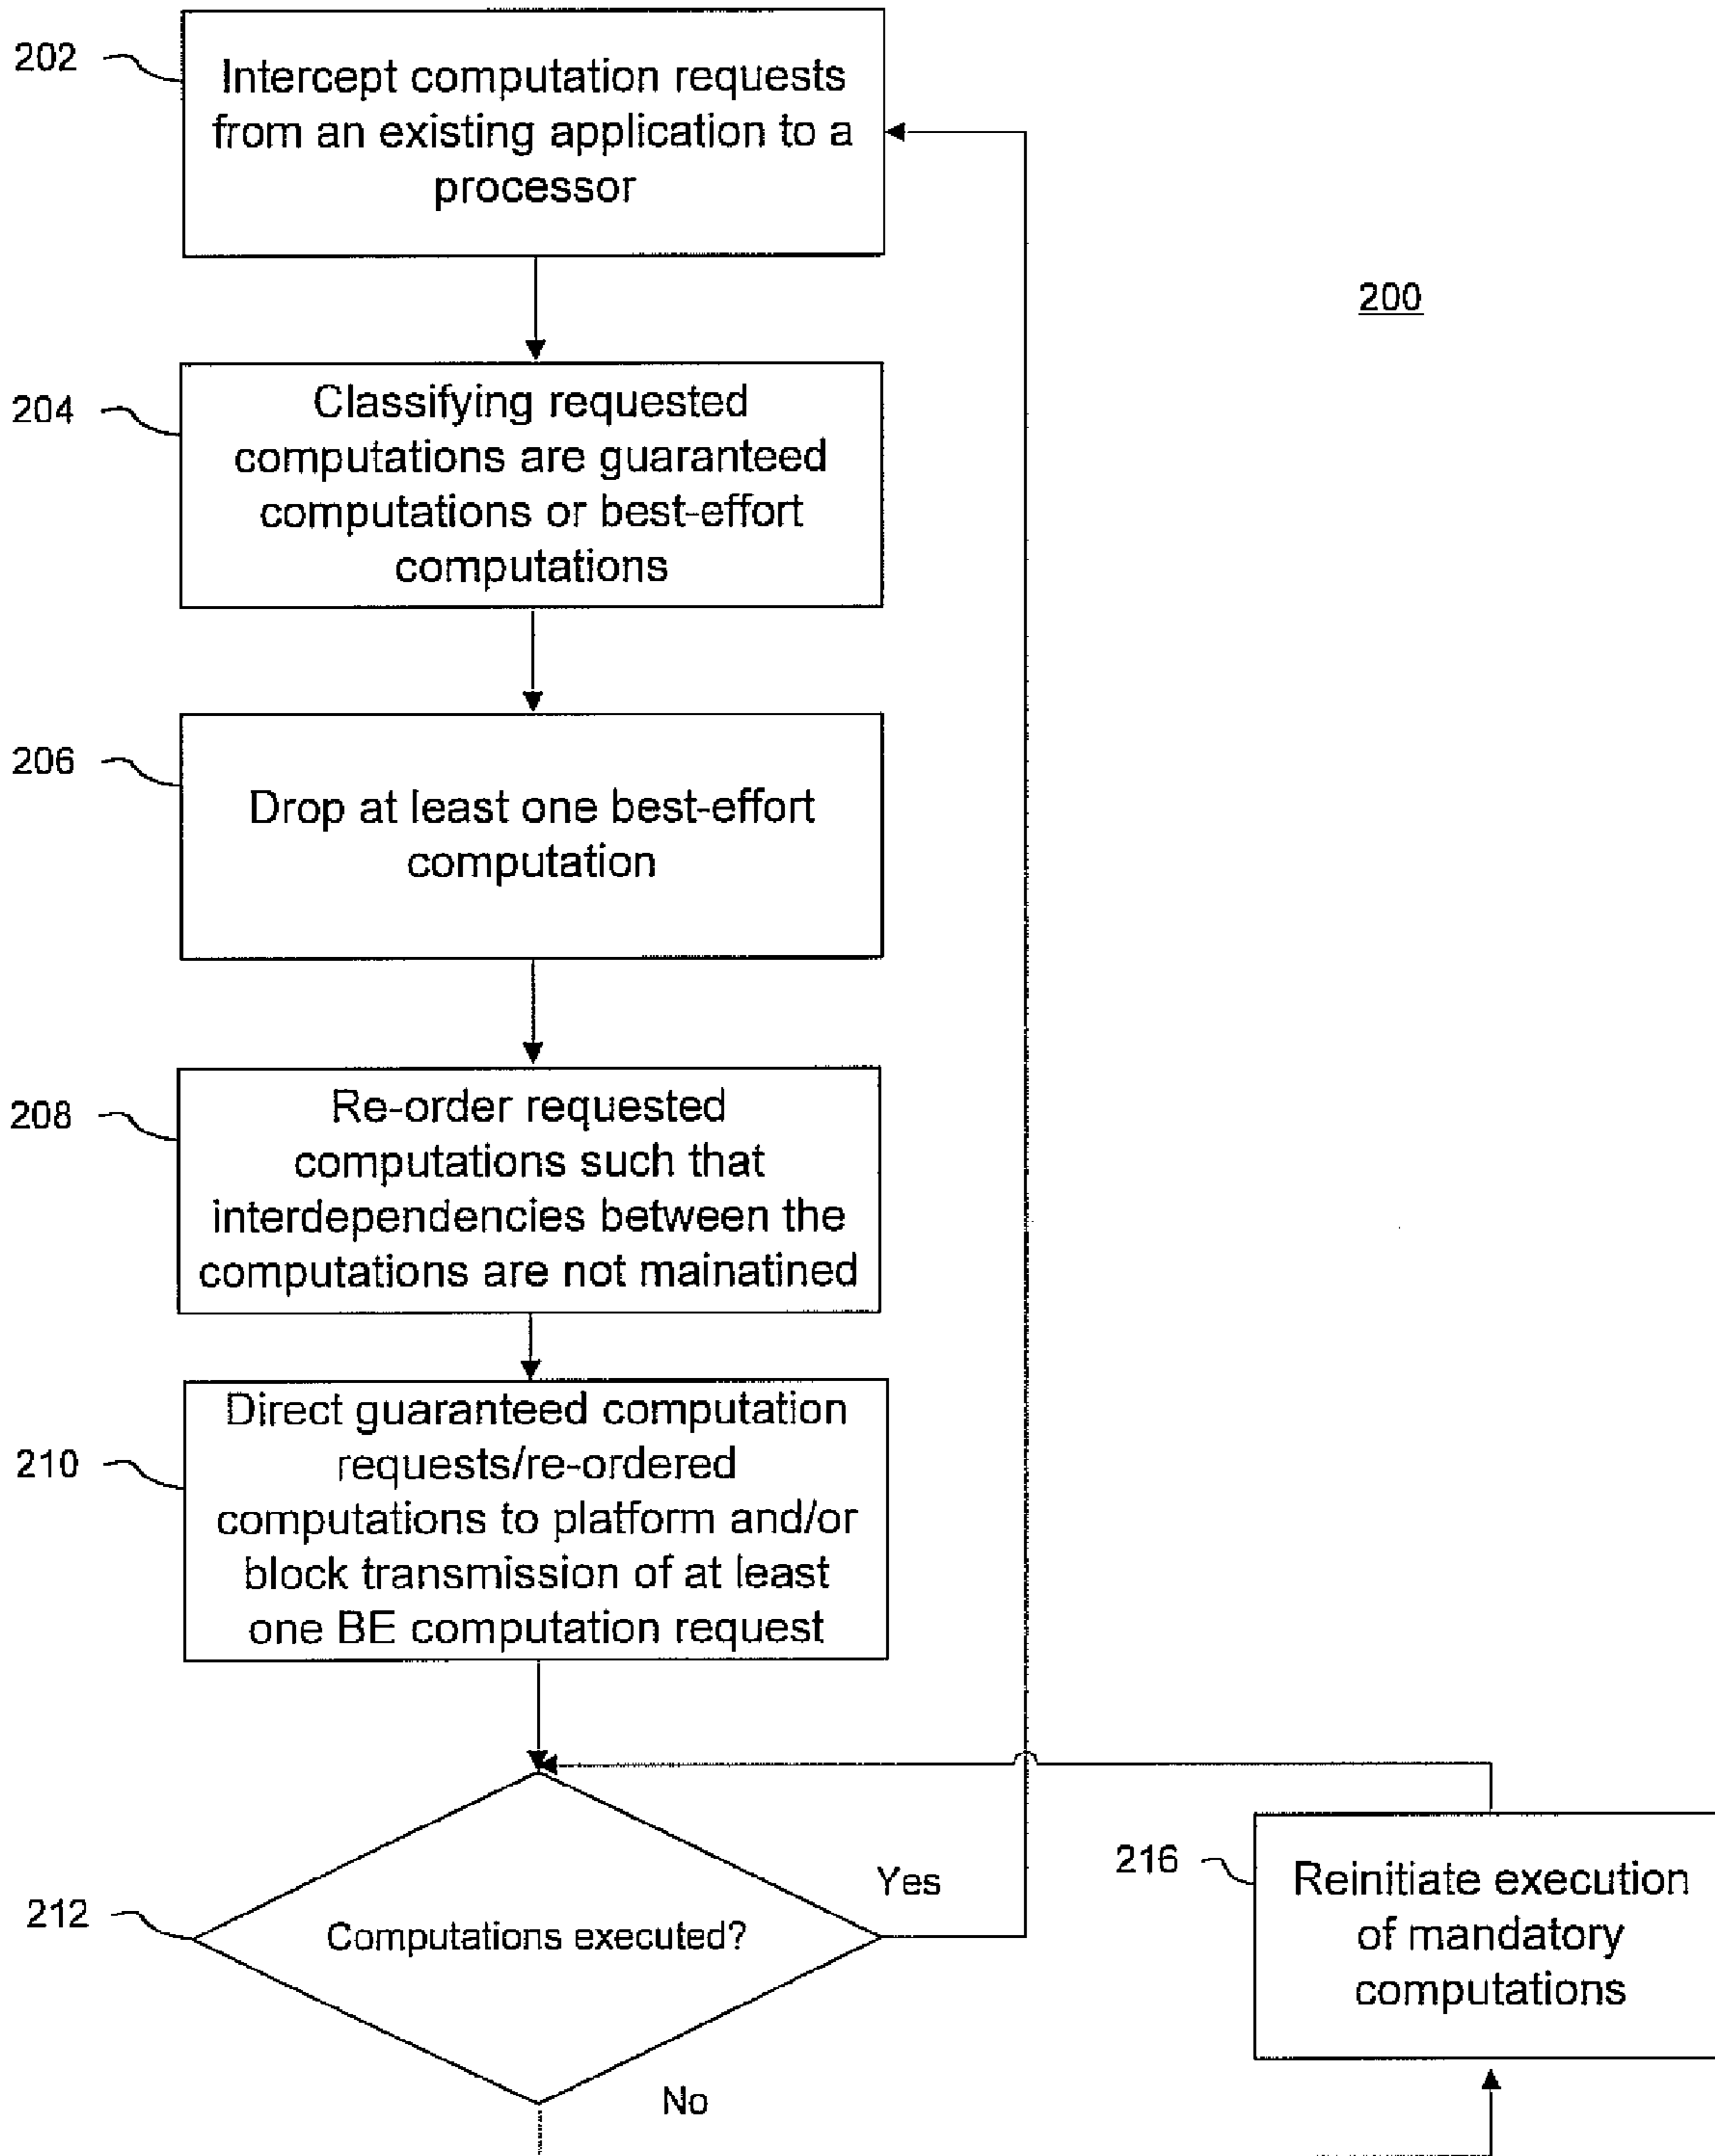 202
Intercept computation requests
from an existing application to a
processor
200
204
Classifying requested
computations are guaranteed
computations or best-effort
computations
206
Drop at least one best-effort
computation
208
Re-order requested
computations such that
interdependencies between the
computations are not mainatined
210
Direct guaranteed computation
requests/re-ordered
computations to platform and/or
block transmission of at least
one BE computation request
212
Computations executed?
Yes
No
216
Reinitiate execution
of mandatory
computations